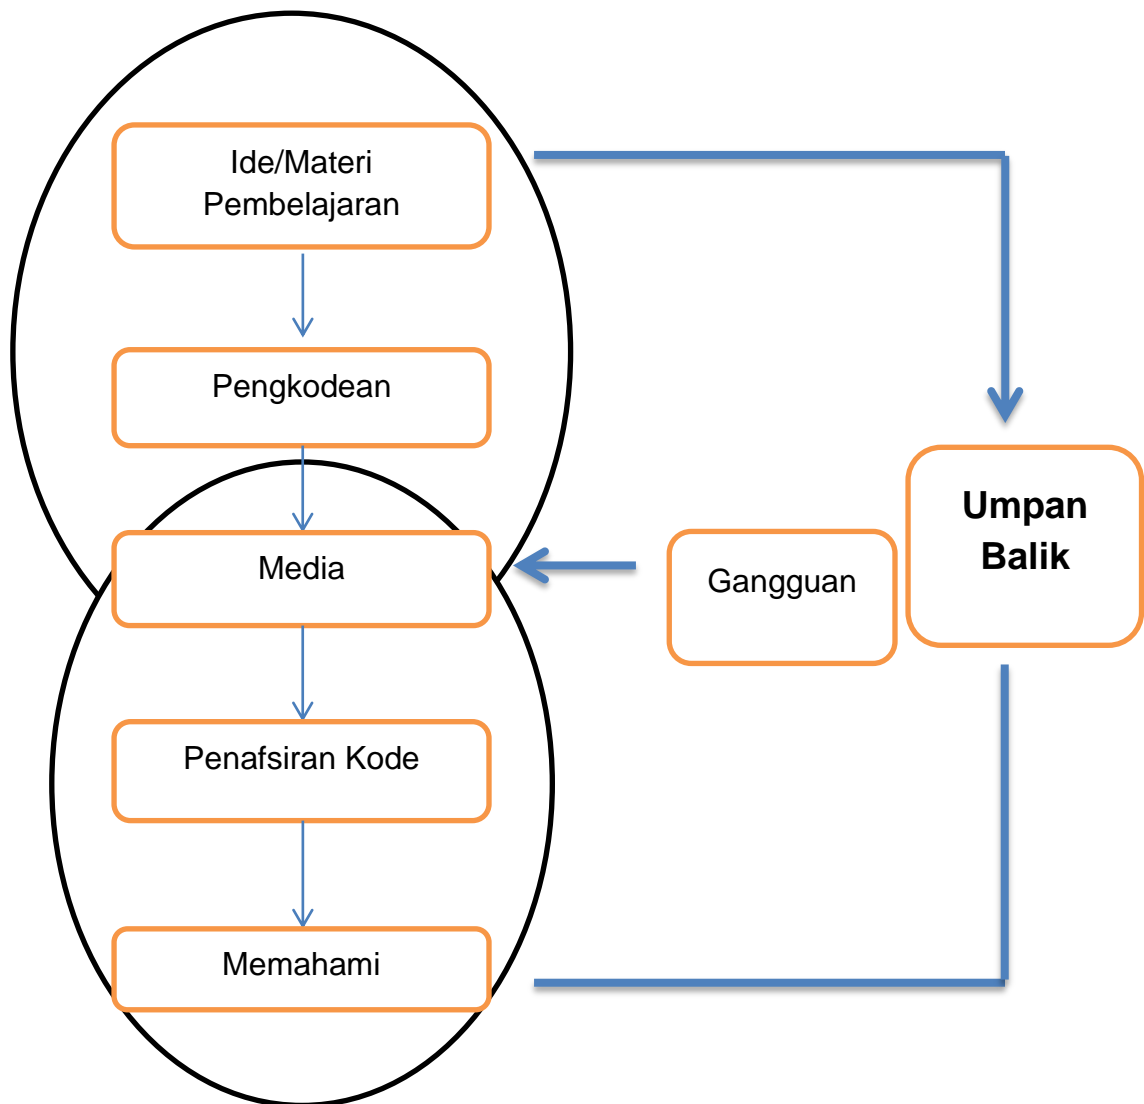 Ide/Materi
Pembelajaran
Pengkodean
Media
Gangguan
Umpan
Balik
Penafsiran Kode
Memahami